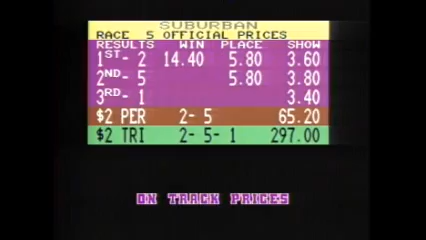 SUBURBAN
RACE 5 OFFICIAL PRICES
RESULTS WIN PLACE SHOW
1ST- 2 14.40 5.80 3.60
2ND- 5 5.80 3.80
3RD- 1 3.40
$2 PER 2- 5 65.20
$2 TRI 2- 5- 1 297.00
ON TRACK PRICES